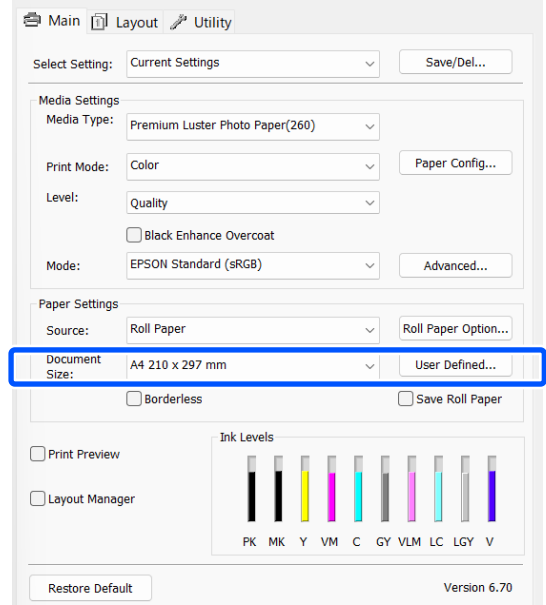 Main Layout Utility
Select Setting: Current Settings Save/Del...
Media Settings
Media Type: Premium Luster Photo Paper(260)
Print Mode: Color Paper Config...
Level: Quality
Black Enhance Overcoat
Mode: EPSON Standard (sRGB) Advanced...
Paper Settings
Source: Roll Paper Roll Paper Option...
Document
Size: A4 210 x 297 mm User Defined...
Borderless Save Roll Paper
Ink Levels
Print Preview
Layout Manager
PK MK Y VM C GY VLM LC LGY V
Restore Default Version 6.70